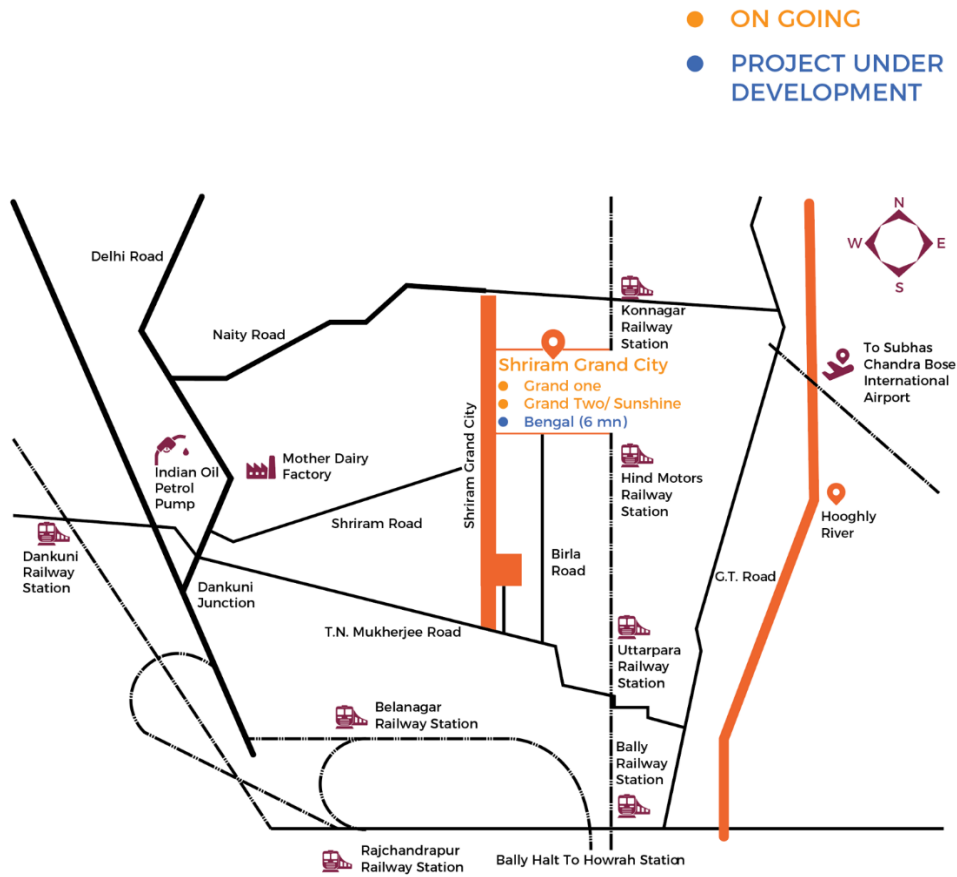 ON GOING
PROJECT UNDER
DEVELOPMENT
N
W
E
S
Delhi Road
Naity Road
Konnagar
Railway
Station
To Subhas
Chandra Bose
International
Airport
Shriram Grand City
Grand one
Grand Two/ Sunshine
Bengal (6 mn)
Shriram Grand City
Indian Oil
Petrol
Pump
Mother Dairy
Factory
Hind Motors
Railway
Station
Hooghly
River
Shriram Road
Birla
Road
Dankuni
Railway
Station
Dankuni
Junction
G.T. Road
T.N. Mukherjee Road
Uttarpara
Railway
Station
Belanagar
Railway Station
Bally
Railway
Station
Rajchandrapur
Railway Station
Bally Halt To Howrah Station